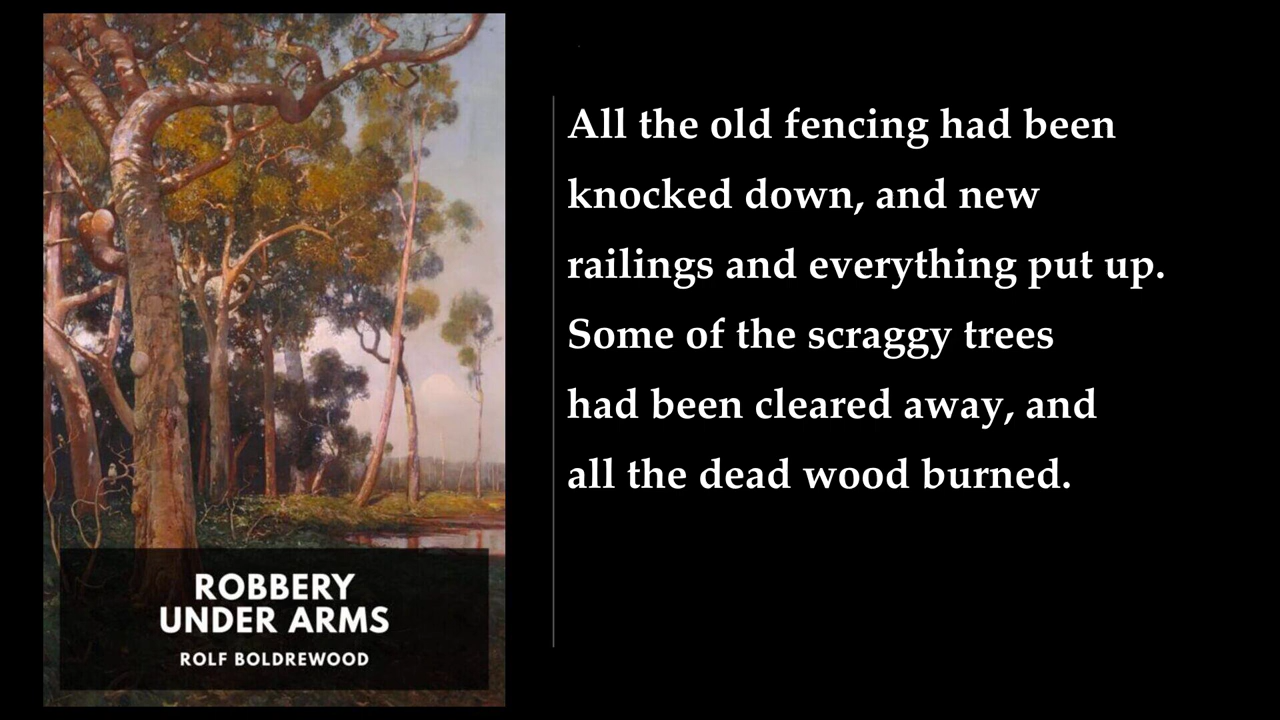 ROBBERY
UNDER ARMS
ROLF BOLDREWOOD
All the old fencing had been
knocked down, and new
railings and everything put up.
Some of the scraggy trees
had been cleared away, and
all the dead wood burned.